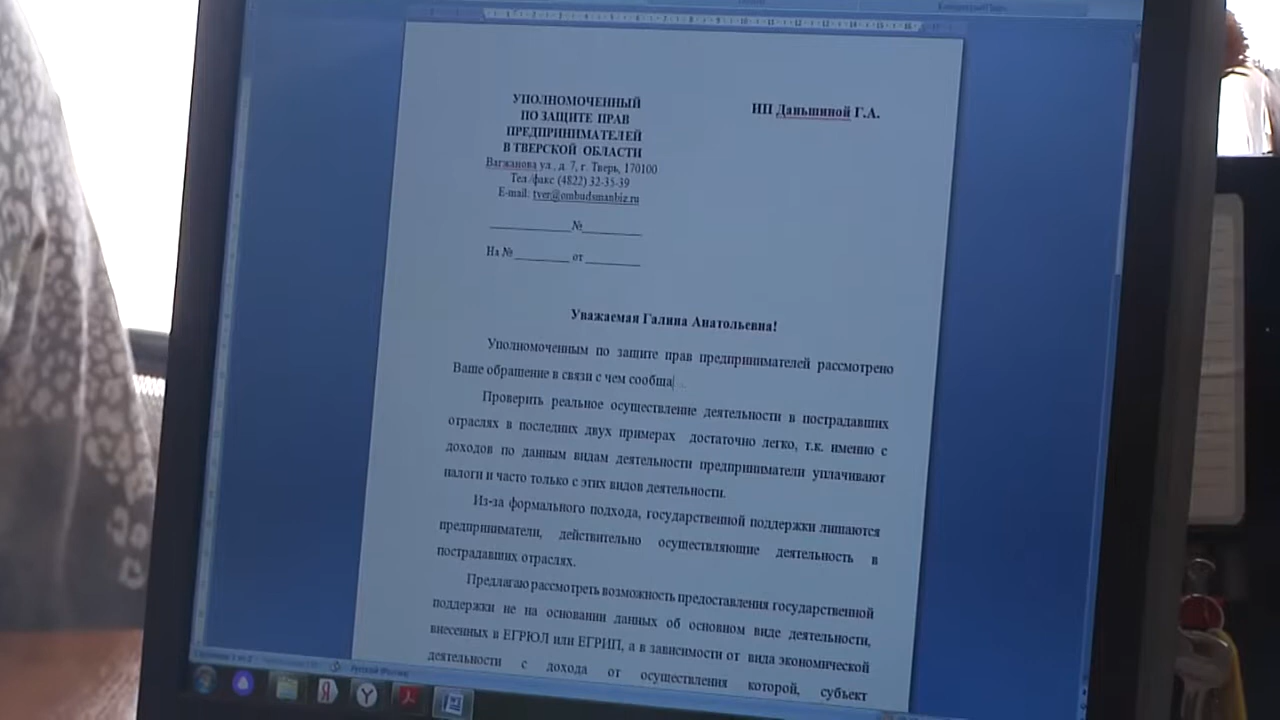 УПОЛНОМОЧЕННЫЙ
ПО ЗАЩИТЕ ПРАВ
ПРЕДПРИНИМАТЕЛЕЙ
В ТВЕРСКОЙ ОБЛАСТИ
Вагжанова ул., д. 7, г. Тверь, 170100
Тел./факс (4822) 32-35-39
E-mail: tver@ombudsmanbiz.ru
____________№_________
На № ________ от ________
ИП Даньшиной Г.А.
Уважаемая Галина Анатольевна!
Уполномоченным по защите прав предпринимателей рассмотрено
Ваше обращение в связи с чем сообща
Проверить реальное осуществление деятельности в пострадавших
отраслях в последних двух примерах достаточно легко, т.к. именно с
доходов по данным видам деятельности предприниматели уплачивают
налоги и часто только с этих видов деятельности.
Из-за формального подхода, государственной поддержки лишаются
предприниматели, действительно осуществляющие деятельность в
пострадавших отраслях.
Предлагаю рассмотреть возможность предоставления государственной
поддержки не на основании данных об основном виде деятельности,
внесенных в ЕГРЮЛ или ЕГРИП, а в зависимости от вида экономической
деятельности с дохода от осуществления которой, субъект